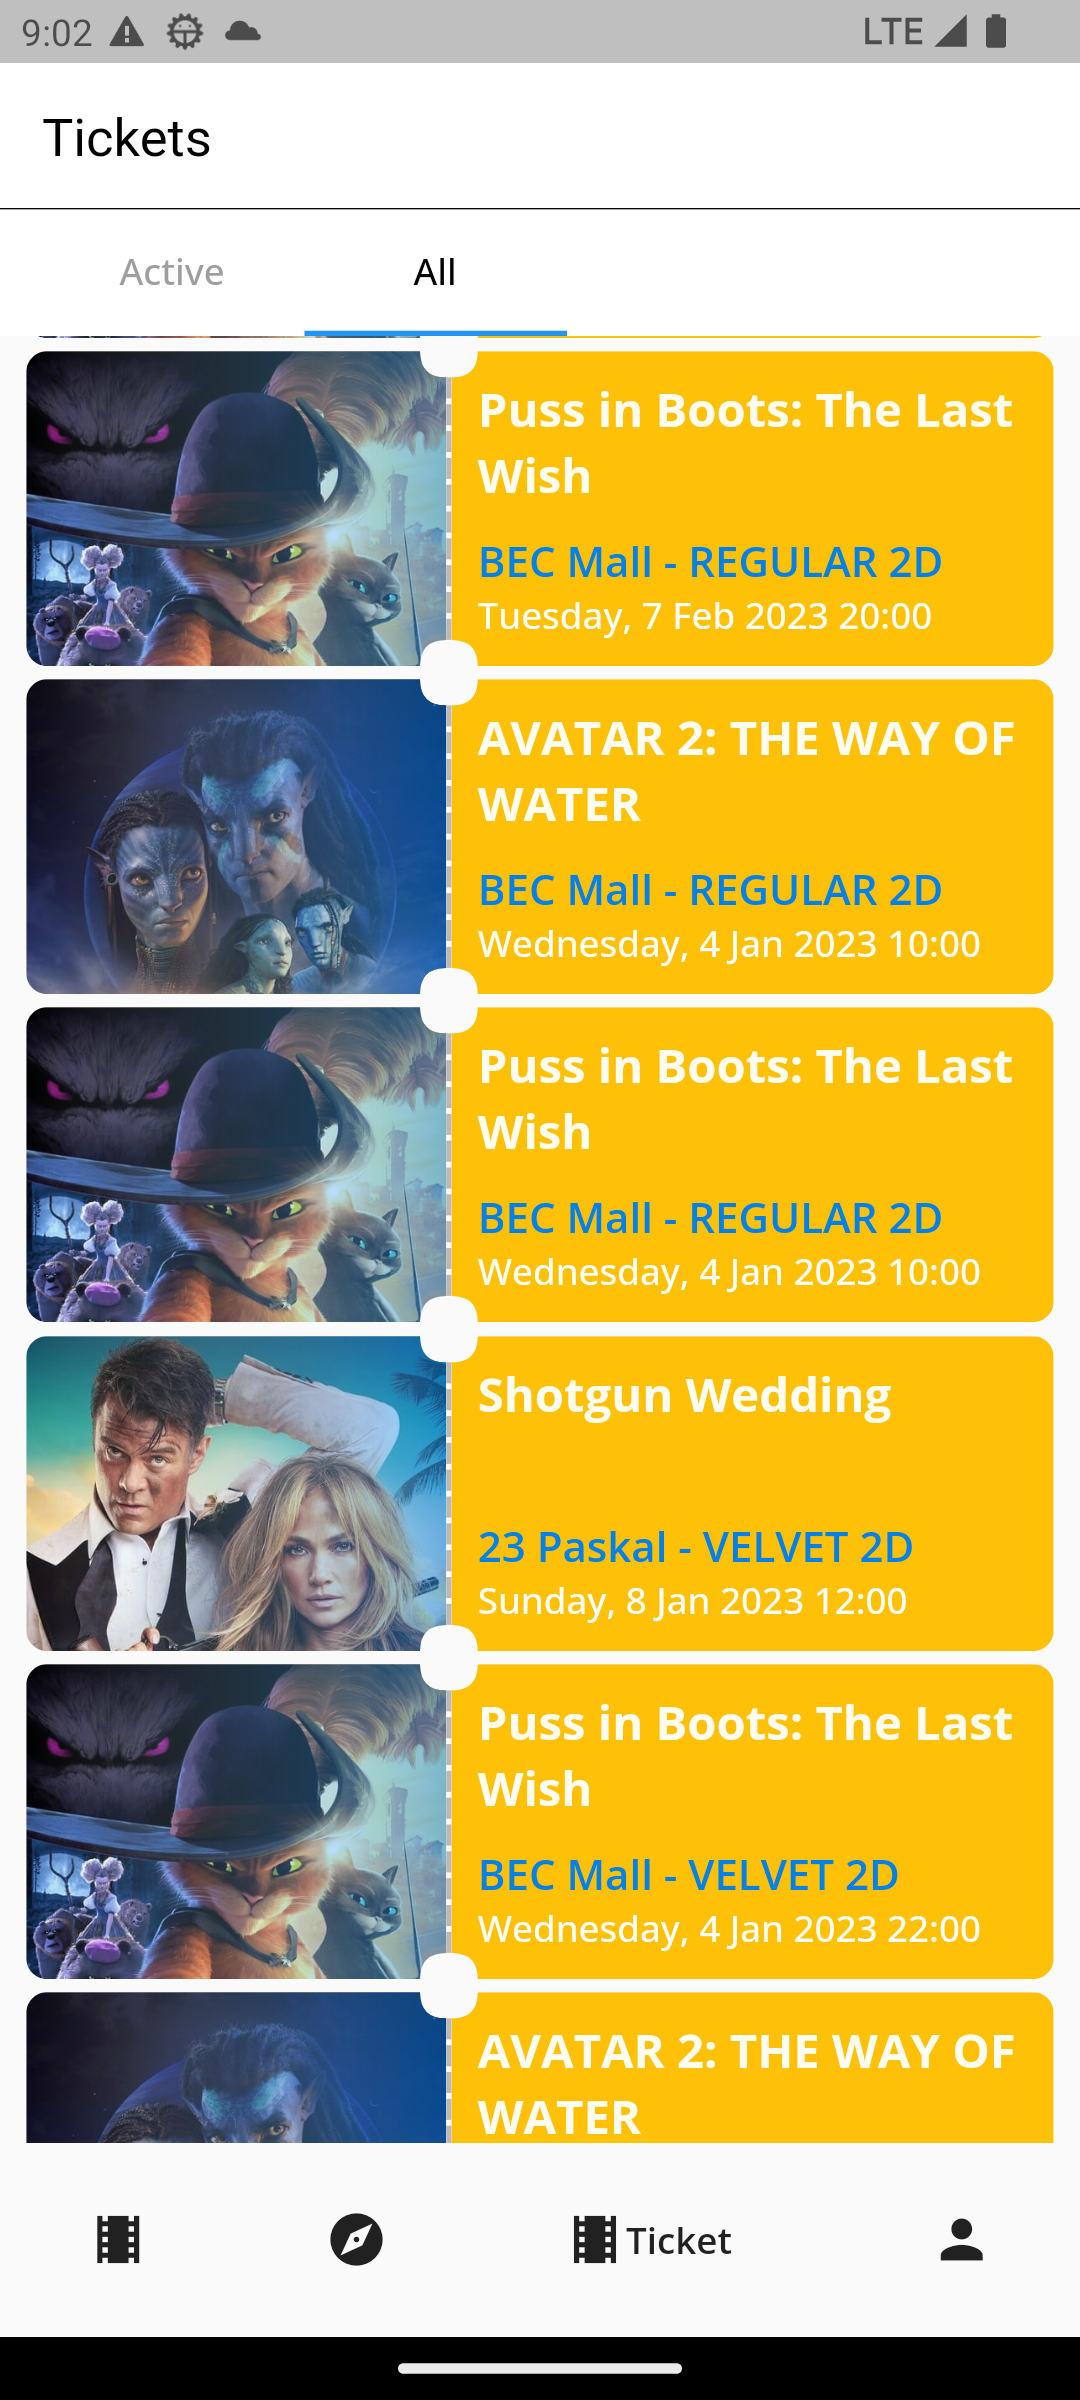 9:02
LTE
Tickets
Active
All
Puss in Boots: The Last
Wish
BEC Mall - REGULAR 2D
Tuesday, 7 Feb 2023 20:00
AVATAR 2: THE WAY OF
WATER
BEC Mall - REGULAR 2D
Wednesday, 4 Jan 2023 10:00
Puss in Boots: The Last
Wish
BEC Mall - REGULAR 2D
Wednesday, 4 Jan 2023 10:00
Shotgun Wedding
23 Paskal - VELVET 2D
Sunday, 8 Jan 2023 12:00
Puss in Boots: The Last
Wish
BEC Mall - VELVET 2D
Wednesday, 4 Jan 2023 22:00
AVATAR 2: THE WAY OF
WATER
Ticket